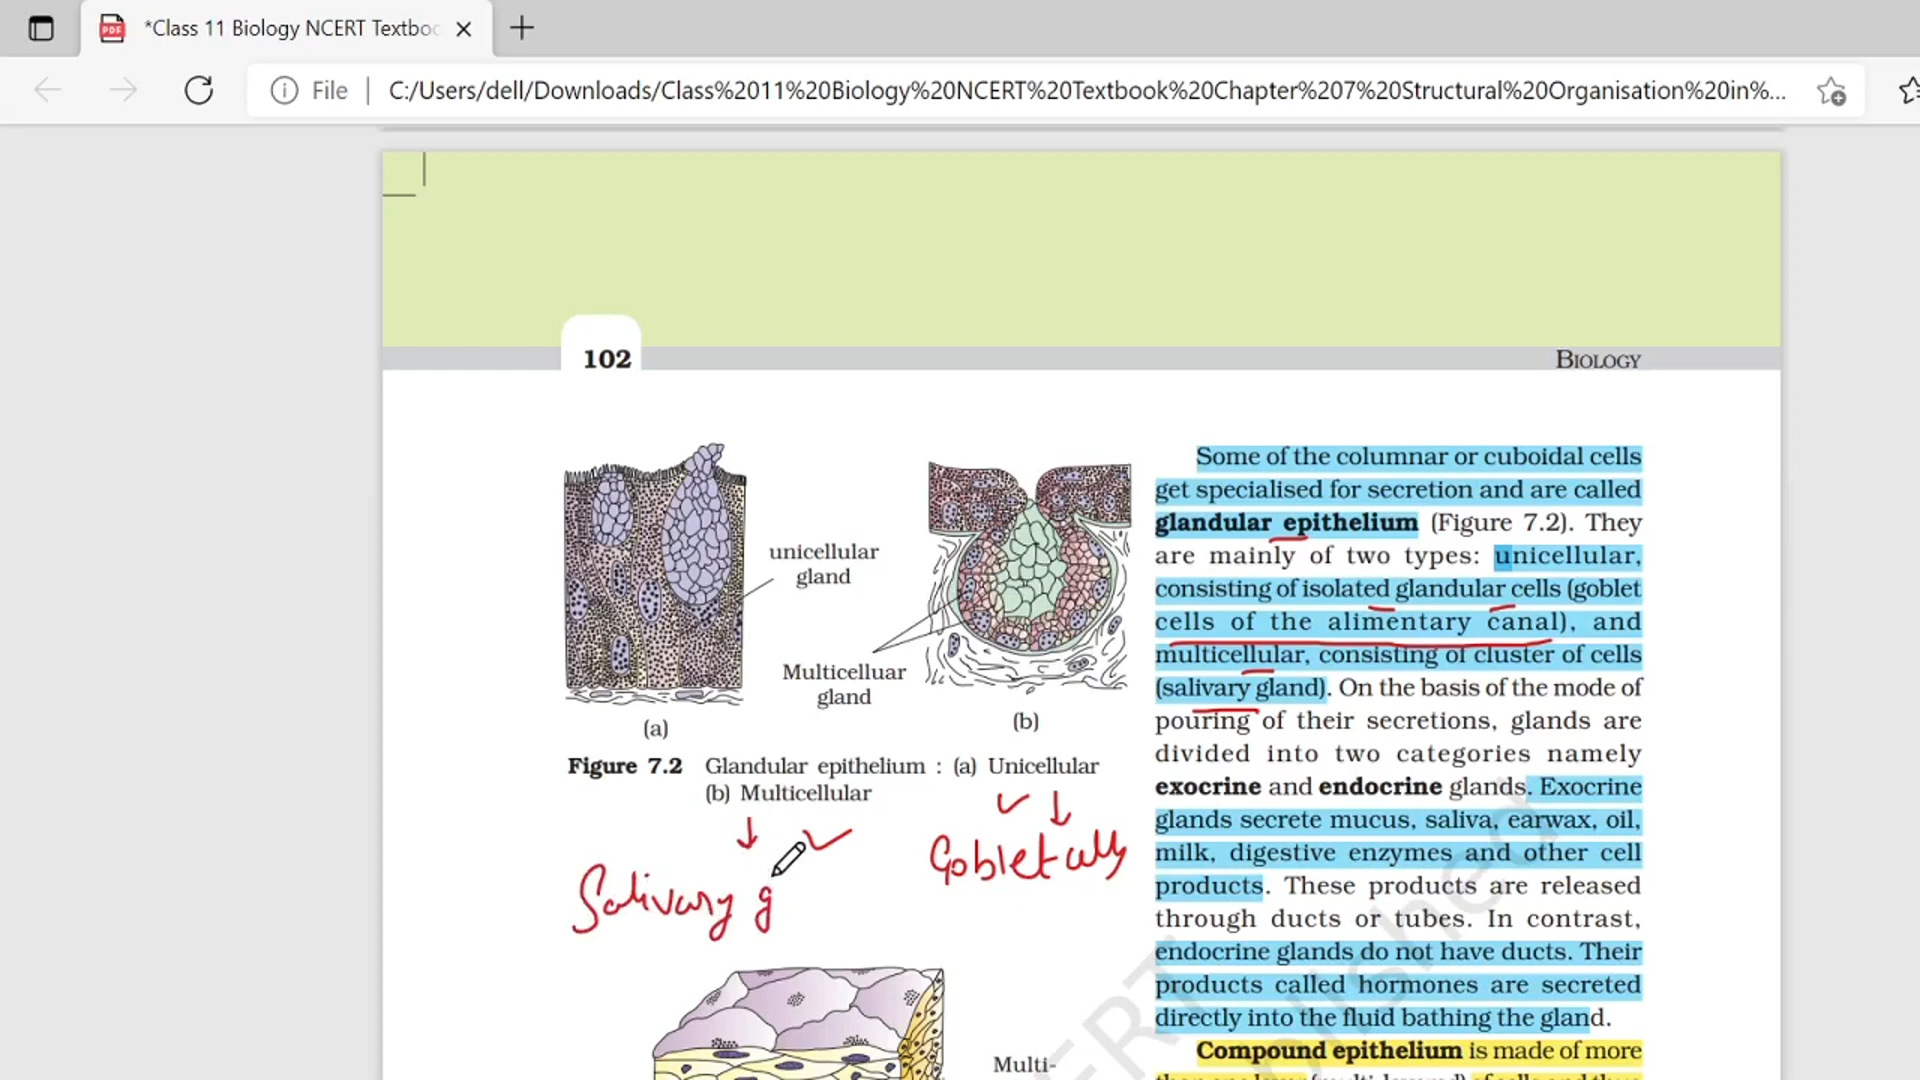 *Class 11 Biology NCERT Textboo
File
C:/Users/dell/Downloads/Class%2011%20Biology%20NCERT%20Textbook%20Chapter%207%20Structural%20Organisation%20in%...
102
BIOLOGY
unicellular
gland
Multicelluar
gland
(a)
(b)
Figure 7.2 Glandular epithelium : (a) Unicellular
(b) Multicellular
Goblet cells
Salivary g
Multi-
Some of the columnar or cuboidal cells
get specialised for secretion and are called
glandular epithelium (Figure 7.2). They
are mainly of two types: unicellular,
consisting of isolated glandular cells (goblet
cells of the alimentary canal), and
multicellular, consisting of cluster of cells
(salivary gland). On the basis of the mode of
pouring of their secretions, glands are
divided into two categories namely
exocrine and endocrine glands. Exocrine
glands secrete mucus, saliva, earwax, oil,
milk, digestive enzymes and other cell
products. These products are released
through ducts or tubes. In contrast,
endocrine glands do not have ducts. Their
products called hormones are secreted
directly into the fluid bathing the gland.
Compound epithelium is made of more